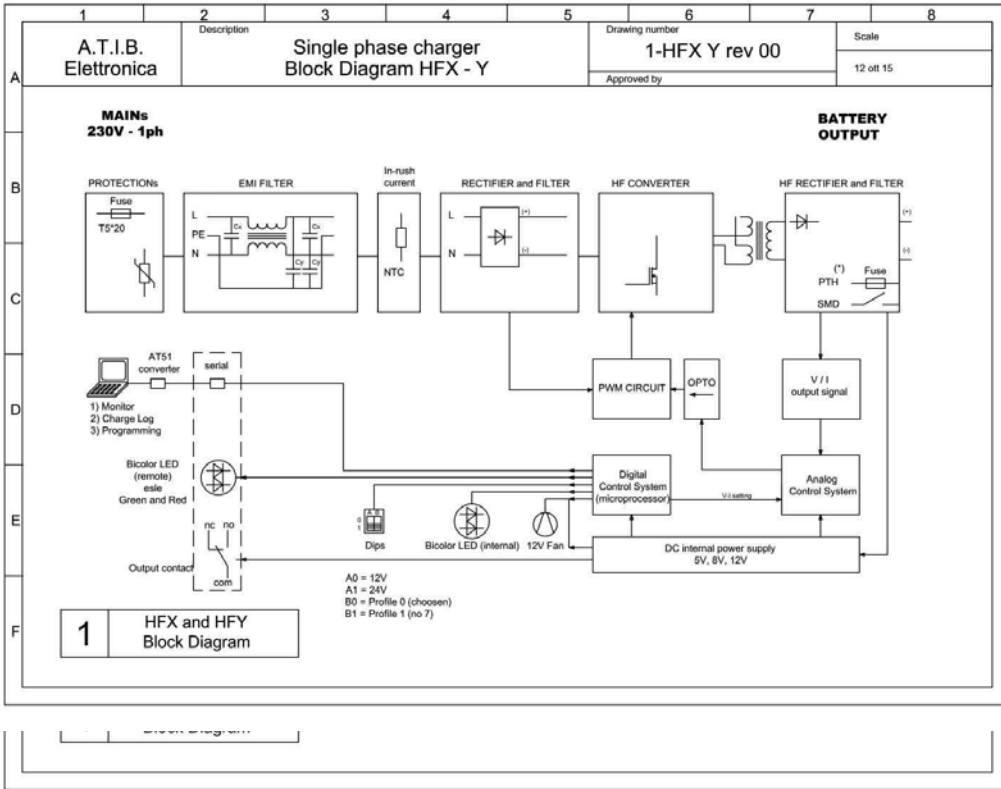 1 2 3 4 5 6 7 8
A.T.I.B.
Elettronica
Description
Single phase charger
Block Diagram HFX - Y
Drawing number
1-HFX Y rev 00
Approved by
Scale
12 ott 15
A
B
C
D
E
F
MAINs
230V - 1ph
BATTERY
OUTPUT
PROTECTIONs
Fuse
T5*20
EMI FILTER
L
PE
N
Cx
Cx
Cy
Cy
In-rush
current
NTC
RECTIFIER and FILTER
L
N
(+)
(-)
HF CONVERTER
HF RECTIFIER and FILTER
(+)
(-)
(*)
Fuse
PTH
SMD
AT51
converter
serial
1) Monitor
2) Charge Log
3) Programming
PWM CIRCUIT
OPTO
V / I
output signal
Bicolor LED
(remote)
esle
Green and Red
Digital
Control System
(microprocessor)
V-I setting
Analog
Control System
A B
0
1
Dips
Bicolor LED (internal)
12V Fan
nc no
Output contact
com
DC internal power supply
5V, 8V, 12V
A0 = 12V
A1 = 24V
B0 = Profile 0 (choosen)
B1 = Profile 1 (no 7)
1
HFX and HFY
Block Diagram
Block Diagram